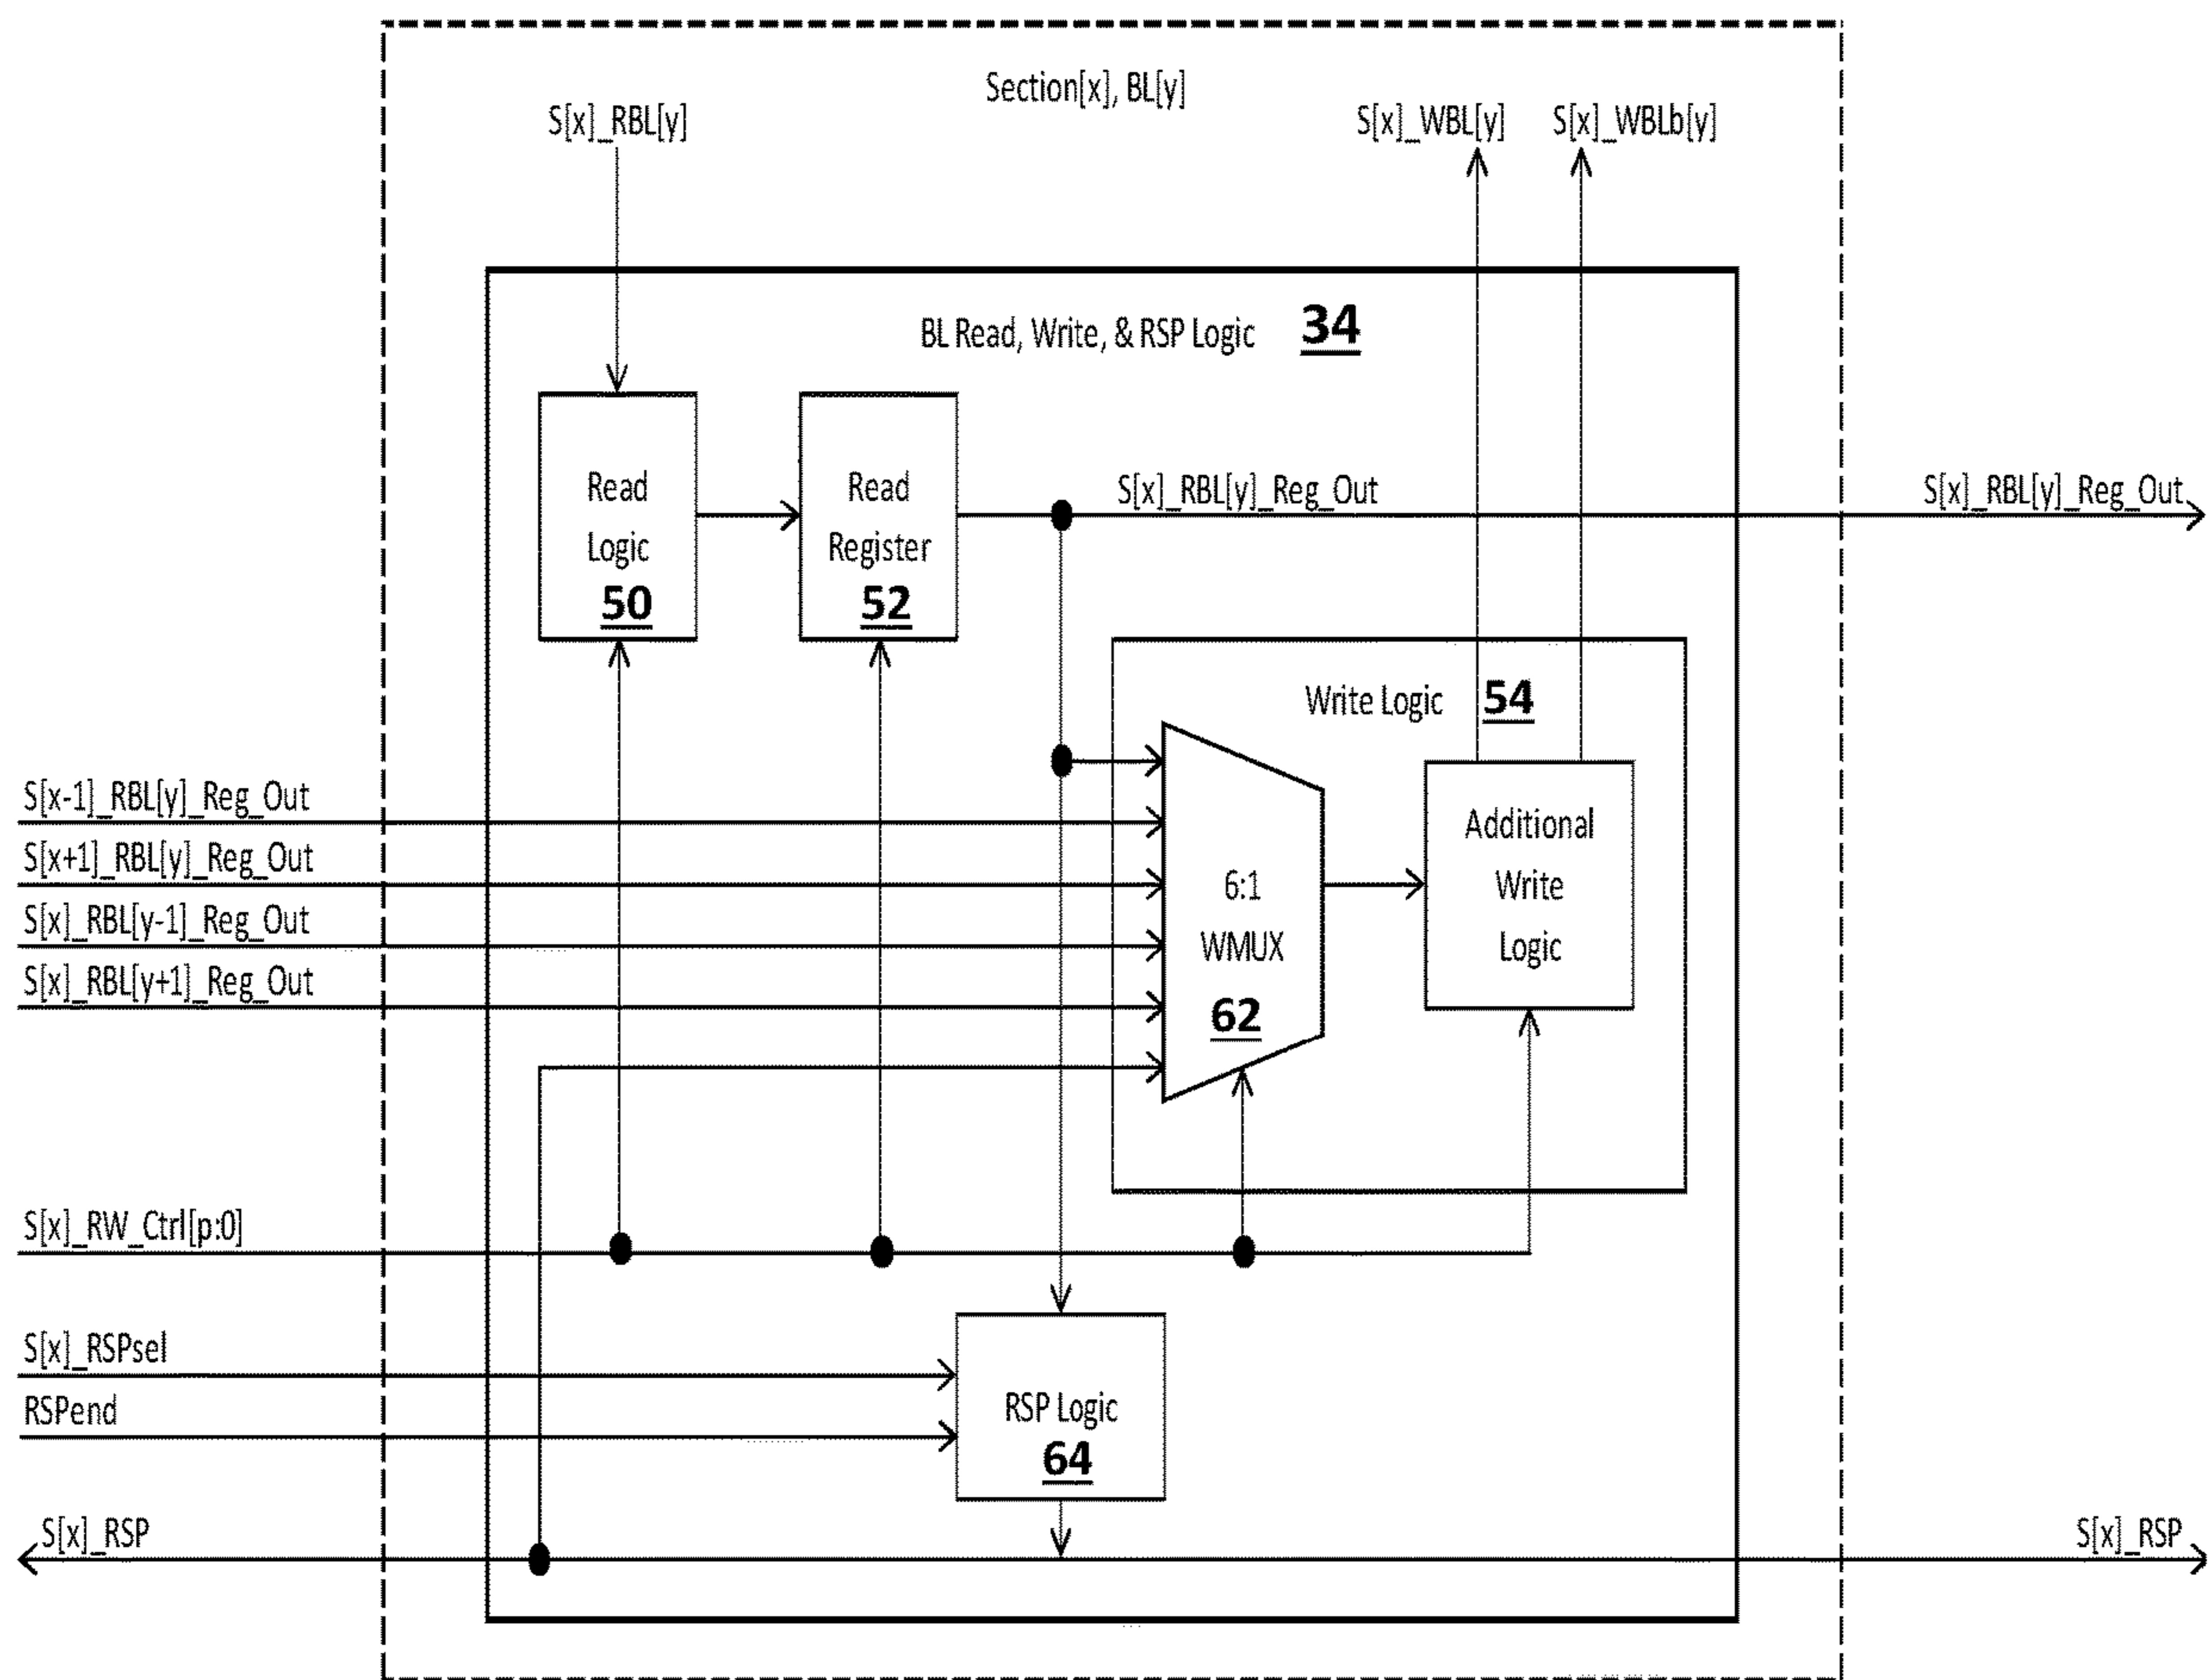 Section[x], BL[y]
S[x]_RBL[y]
S[x]_WBL[y]
S[x]_WBLb[y]
BL Read, Write, & RSP Logic 34
Read
Logic
50
Read
Register
52
S[x]_RBL[y]_Reg_Out
S[x]_RBL[y]_Reg_Out
Write Logic 54
S[x-1]_RBL[y]_Reg_Out
S[x+1]_RBL[y]_Reg_Out
S[x]_RBL[y-1]_Reg_Out
S[x]_RBL[y+1]_Reg_Out
6:1
WMUX
62
Additional
Write
Logic
S[x]_RW_Ctrl[p:0]
S[x]_RSPsel
RSPend
RSP Logic
64
S[x]_RSP
S[x]_RSP